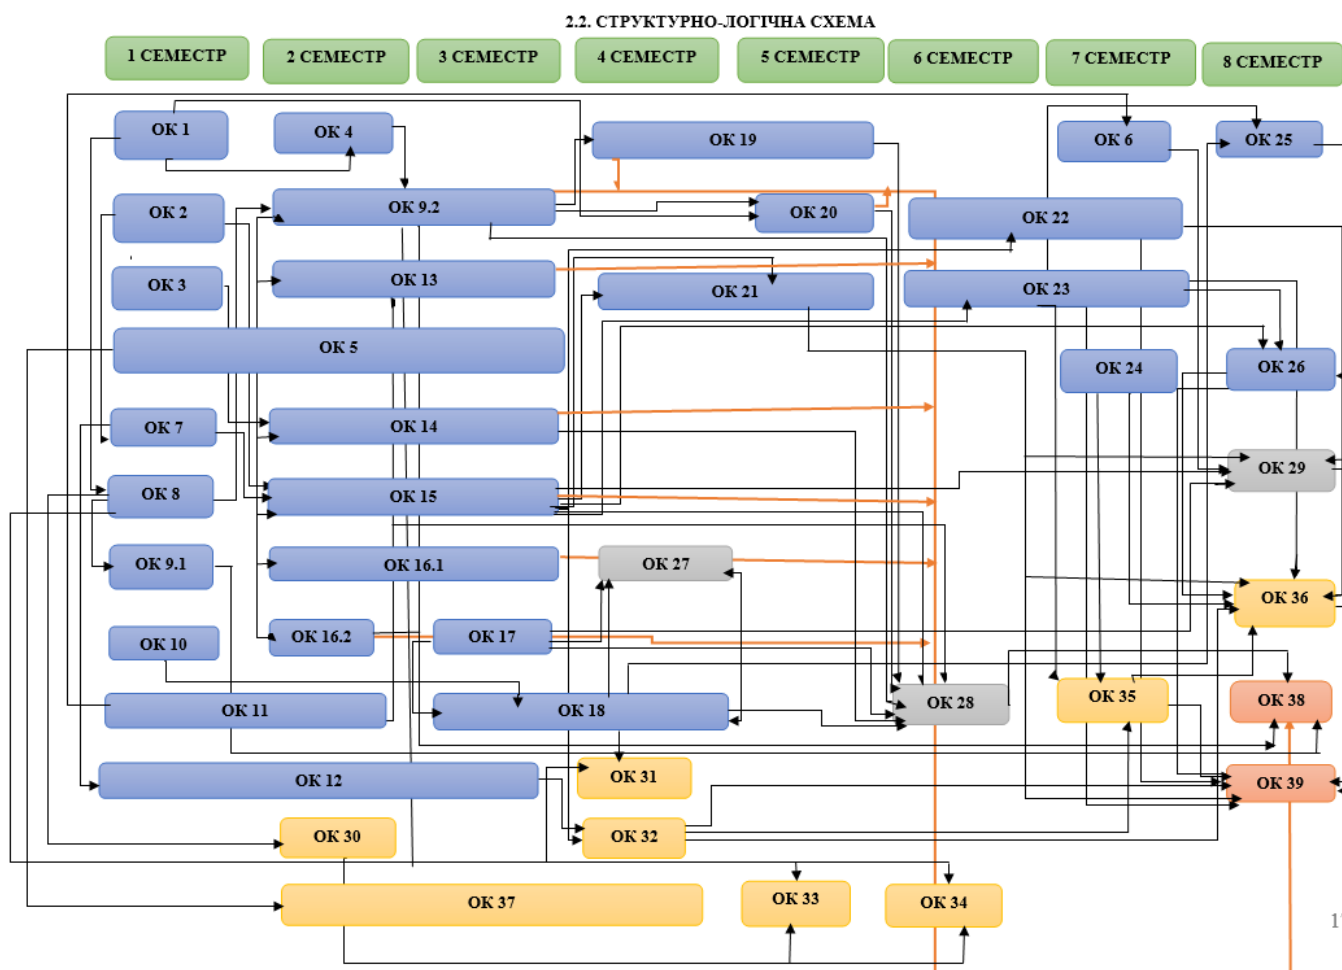 2.2. СТРУКТУРНО-ЛОГІЧНА СХЕМА
1 СЕМЕСТР
2 СЕМЕСТР
3 СЕМЕСТР
4 СЕМЕСТР
5 СЕМЕСТР
6 СЕМЕСТР
7 СЕМЕСТР
8 СЕМЕСТР
ОК 1
ОК 4
ОК 19
ОК 6
ОК 25
ОК 2
ОК 9.2
ОК 20
ОК 22
ОК 3
ОК 13
ОК 21
ОК 23
ОК 5
ОК 24
ОК 26
ОК 7
ОК 14
ОК 29
ОК 8
ОК 15
ОК 9.1
ОК 16.1
ОК 27
ОК 36
ОК 10
ОК 16.2
ОК 17
ОК 11
ОК 18
ОК 28
ОК 35
ОК 38
ОК 12
ОК 31
ОК 39
ОК 30
ОК 32
ОК 37
ОК 33
ОК 34